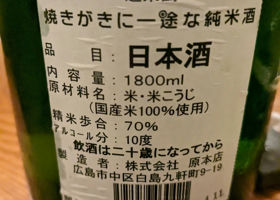 焼きがきに一途な純米酒
品目:日本酒
内容量:1800ml
原材料名:米・米こうじ
(国産米100%使用)
精米歩合:70%
アルコール分:10度
飲酒は二十歳になってから
製造者:株式会社 原本店
広島市中区白島九軒町9-19